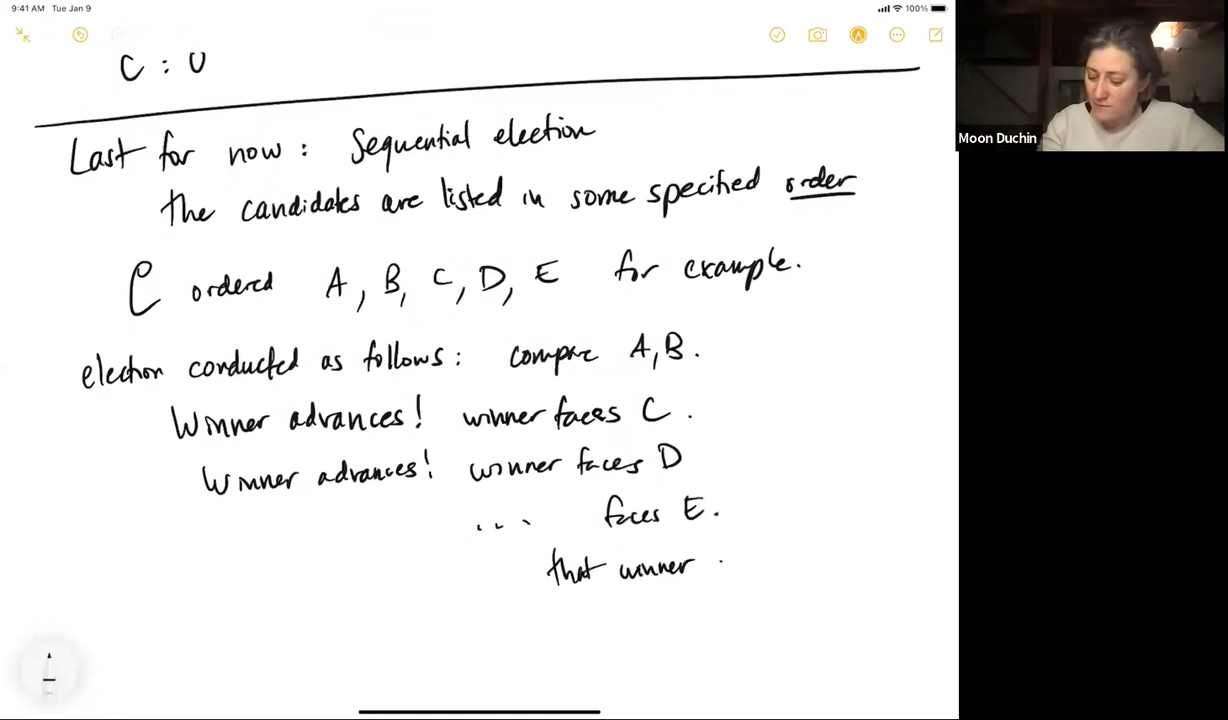 9:41 AM Tue Jan 9
100%
C : 0
Last for now : Sequential election
the candidates are listed in some specified order
C ordered A, B, C, D, E for example.
election conducted as follows : compare A, B.
Winner advances! winner faces C.
Winner advances! winner faces D
... faces E.
that winner .
Moon Duchin